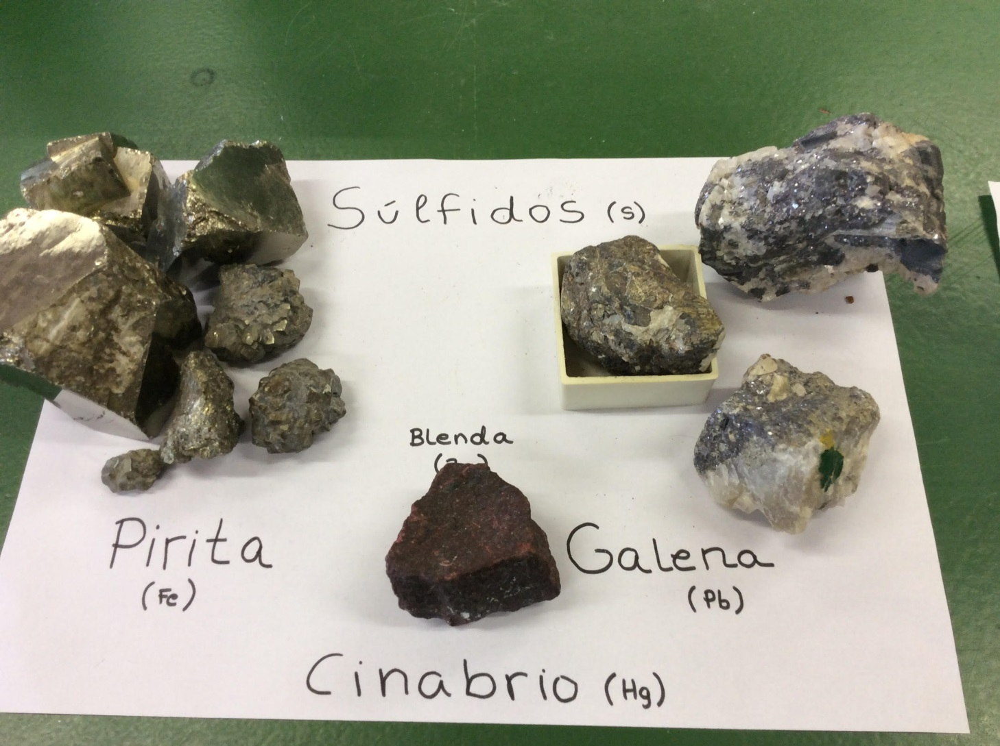 Súlfidos (s)
Blenda
Pirita
(Fe)
Galena
(Pb)
Cinabrio (Hg)